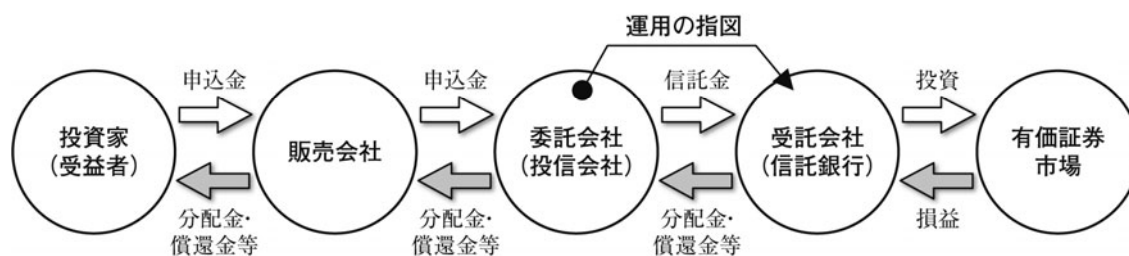 運用の指図
申込金
申込金
信託金
投資
投資家
(受益者)
販売会社
委託会社
(投信会社)
受託会社
(信託銀行)
有価証券
市場
分配金・
償還金等
分配金・
償還金等
分配金・
償還金等
損益